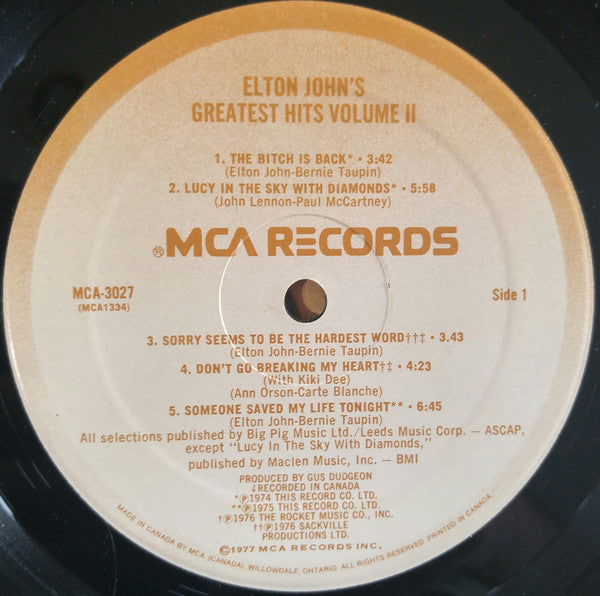 ELTON JOHN'S
GREATEST HITS VOLUME II
1. THE BITCH IS BACK* • 3:42
(Elton John-Bernie Taupin)
2. LUCY IN THE SKY WITH DIAMONDS* • 5:58
(John Lennon-Paul McCartney)
®MCA RECORDS
MCA-3027
(MCA1334)
Side 1
3. SORRY SEEMS TO BE THE HARDEST WORD††‡ • 3.43
(Elton John-Bernie Taupin)
4. DON'T GO BREAKING MY HEART†‡ • 4:23
(With Kiki Dee)
(Ann Orson-Carte Blanche)
5. SOMEONE SAVED MY LIFE TONIGHT** • 6:45
(Elton John-Bernie Taupin)
All selections published by Big Pig Music Ltd./Leeds Music Corp. — ASCAP,
except "Lucy In The Sky With Diamonds,"
published by Maclen Music, Inc. — BMI
PRODUCED BY GUS DUDGEON
‡RECORDED IN CANADA
*℗1974 THIS RECORD CO. LTD.
**℗1975 THIS RECORD CO. LTD.
†℗1976 THE ROCKET MUSIC CO., INC.
††℗1976 SACKVILLE
PRODUCTIONS LTD.
©1977 MCA RECORDS INC.
MADE IN CANADA BY MCA (CANADA), WILLOWDALE, ONTARIO. ALL RIGHTS RESERVED. PRINTED IN CANADA